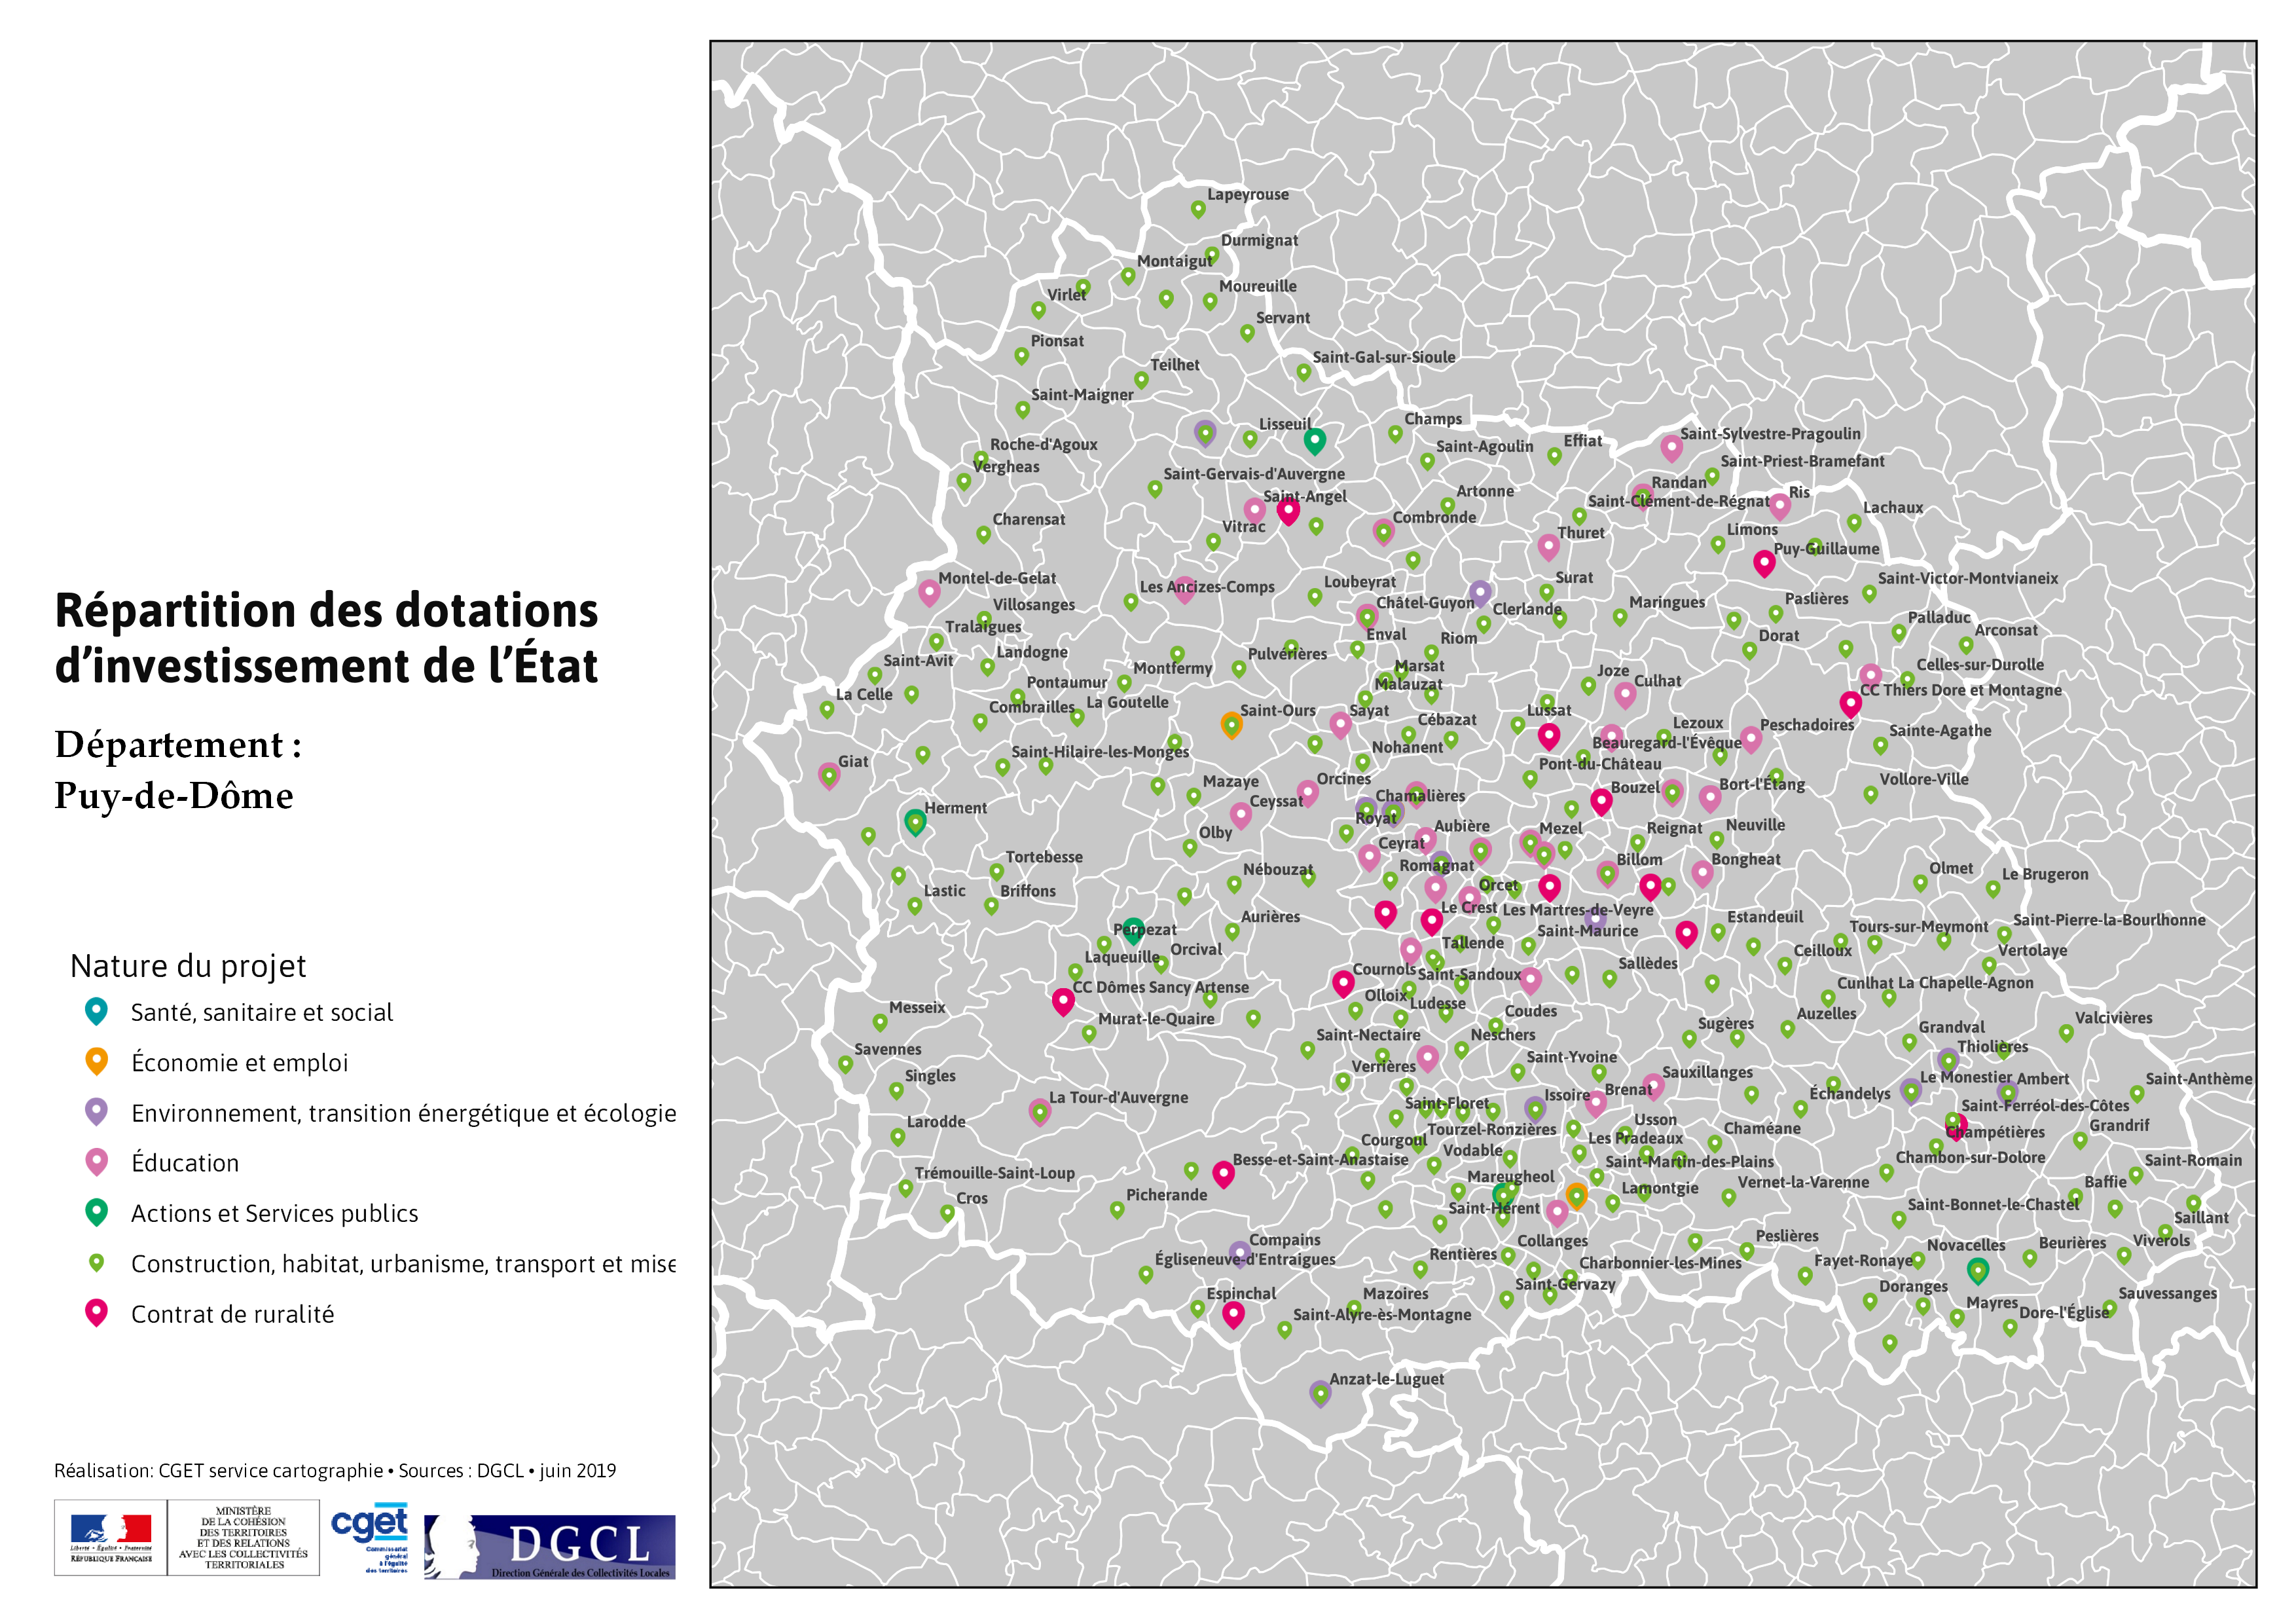 Répartition des dotations
d’investissement de l’État
Département :
Puy-de-Dôme
Nature du projet
Santé, sanitaire et social
Économie et emploi
Environnement, transition énergétique et écologie
Éducation
Actions et Services publics
Construction, habitat, urbanisme, transport et mise
Contrat de ruralité
Réalisation: CGET service cartographie • Sources : DGCL • juin 2019
Liberté • Égalité • Fraternité
RÉPUBLIQUE FRANÇAISE
MINISTÈRE
DE LA COHÉSION
DES TERRITOIRES
ET DES RELATIONS
AVEC LES COLLECTIVITÉS
TERRITORIALES
cget
Commissariat
général
à l'égalité
des territoires
DGCL
Direction Générale des Collectivités Locales
Lapeyrouse
Durmignat
Montaigut
Moureuille
Virlet
Servant
Pionsat
Saint-Gal-sur-Sioule
Teilhet
Saint-Maigner
Champs
Lisseuil
Saint-Sylvestre-Pragoulin
Effiat
Roche-d'Agoux
Saint-Agoulin
Saint-Priest-Bramefant
Vergheas
Saint-Gervais-d'Auvergne
Randan
Artonne
Ris
Saint-Angel
Saint-Clément-de-Régnat
Lachaux
Combronde
Charensat
Vitrac
Limons
Thuret
Puy-Guillaume
Montel-de-Gelat
Surat
Saint-Victor-Montvianeix
Loubeyrat
Les Ancizes-Comps
Paslières
Maringues
Châtel-Guyon
Villosanges
Clerlande
Palladuc
Tralaigues
Arconsat
Enval
Riom
Dorat
Landogne
Pulvérières
Saint-Avit
Celles-sur-Durolle
Marsat
Montfermy
Joze
Culhat
Pontaumur
Malauzat
CC Thiers Dore et Montagne
La Celle
La Goutelle
Combrailles
Saint-Ours
Sayat
Lussat
Cébazat
Lezoux
Peschadoires
Sainte-Agathe
Beauregard-l'Évêque
Nohanent
Saint-Hilaire-les-Monges
Giat
Pont-du-Château
Mazaye
Orcines
Vollore-Ville
Bort-l'Étang
Bouzel
Chamalières
Ceyssat
Herment
Royat
Aubière
Neuville
Mezel
Reignat
Olby
Ceyrat
Tortebesse
Billom
Bongheat
Romagnat
Nébouzat
Olmet
Le Brugeron
Orcet
Lastic
Briffons
Le Crest
Les Martres-de-Veyre
Estandeuil
Aurières
Saint-Pierre-la-Bourlhonne
Tours-sur-Meymont
Perpezat
Saint-Maurice
Tallende
Orcival
Ceilloux
Vertolaye
Laqueuille
Sallèdes
Cournols
Saint-Sandoux
Cunlhat
La Chapelle-Agnon
CC Dômes Sancy Artense
Olloix
Ludesse
Messeix
Coudes
Auzelles
Valcivières
Murat-le-Quaire
Sugères
Grandval
Saint-Nectaire
Neschers
Thiolières
Savennes
Saint-Yvoine
Verrières
Sauxillanges
Singles
Le Monestier
Ambert
Saint-Anthème
Brenat
Échandelys
Issoire
La Tour-d'Auvergne
Saint-Floret
Saint-Ferréol-des-Côtes
Usson
Larodde
Grandrif
Tourzel-Ronzières
Chaméane
Champétières
Les Pradeaux
Courgoul
Vodable
Chambon-sur-Dolore
Besse-et-Saint-Anastaise
Saint-Martin-des-Plains
Saint-Romain
Trémouille-Saint-Loup
Mareugheol
Vernet-la-Varenne
Baffie
Lamontgie
Picherande
Cros
Saint-Bonnet-le-Chastel
Saint-Hérent
Saillant
Peslières
Compains
Collanges
Viverols
Beurières
Novacelles
Rentières
Égliseneuve-d'Entraigues
Fayet-Ronaye
Charbonnier-les-Mines
Saint-Gervazy
Doranges
Espinchal
Mazoires
Sauvessanges
Mayres
Dore-l'Église
Saint-Alyre-ès-Montagne
Anzat-le-Luguet